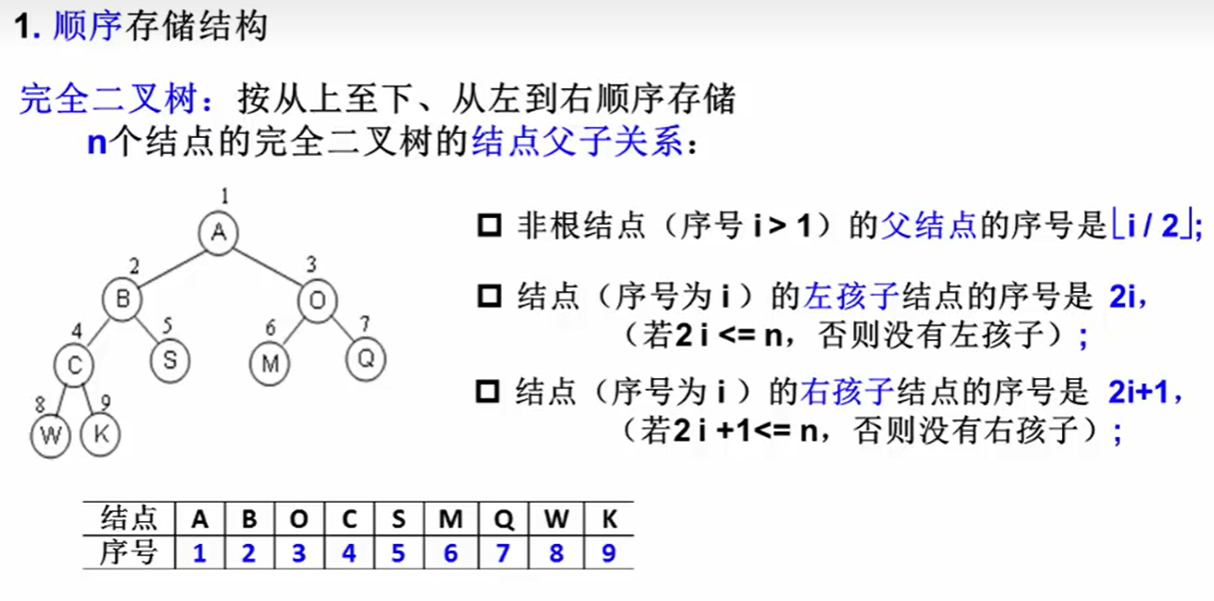 1. 顺序存储结构
完全二叉树：按从上至下、从左到右顺序存储
n个结点的完全二叉树的结点父子关系：
1
A
2
3
B
O
4
5
6
7
C
S
M
Q
8
9
W
K
非根结点（序号 i > 1）的父结点的序号是⌊i / 2⌋;
结点（序号为 i ）的左孩子结点的序号是 2i，
（若2 i <= n，否则没有左孩子）;
结点（序号为 i ）的右孩子结点的序号是 2i+1，
（若2 i +1<= n，否则没有右孩子）;
结点 A B O C S M Q W K
序号 1 2 3 4 5 6 7 8 9